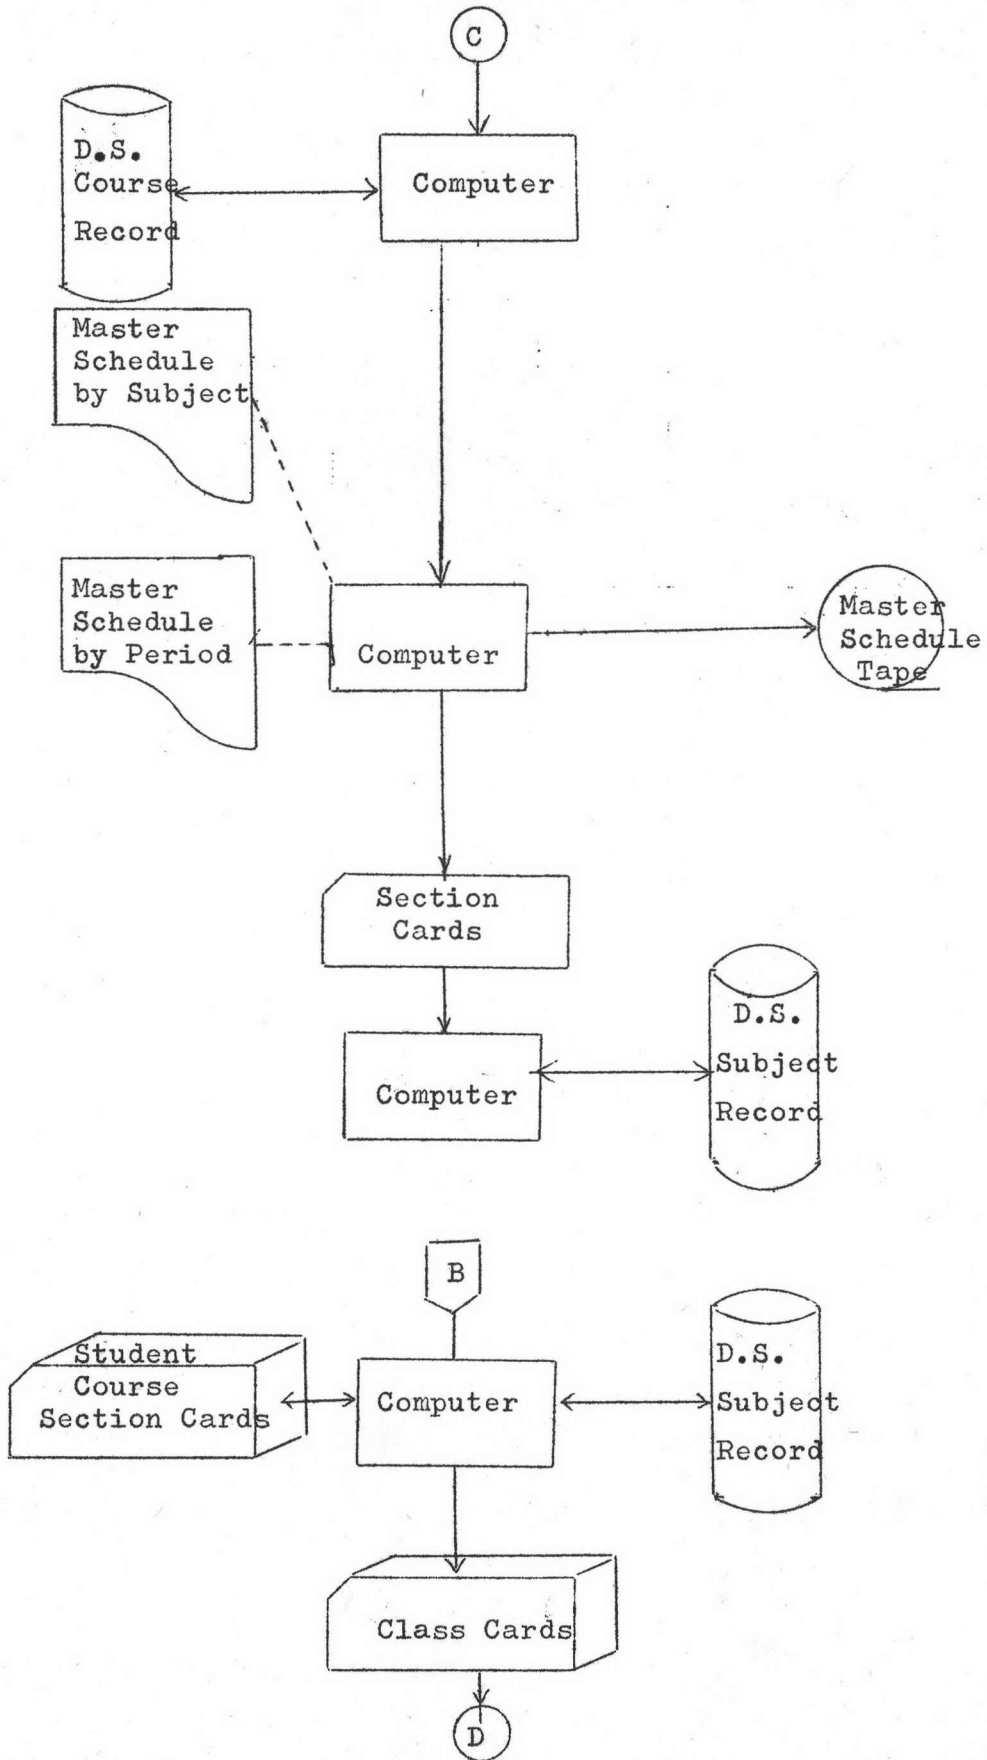 C
D.S.
Course
Record
Computer
Master
Schedule
by Subject
Master
Schedule
by Period
Computer
Master
Schedule
Tape
Section
Cards
Computer
D.S.
Subject
Record
B
Student
Course
Section Cards
Computer
D.S.
Subject
Record
Class Cards
D